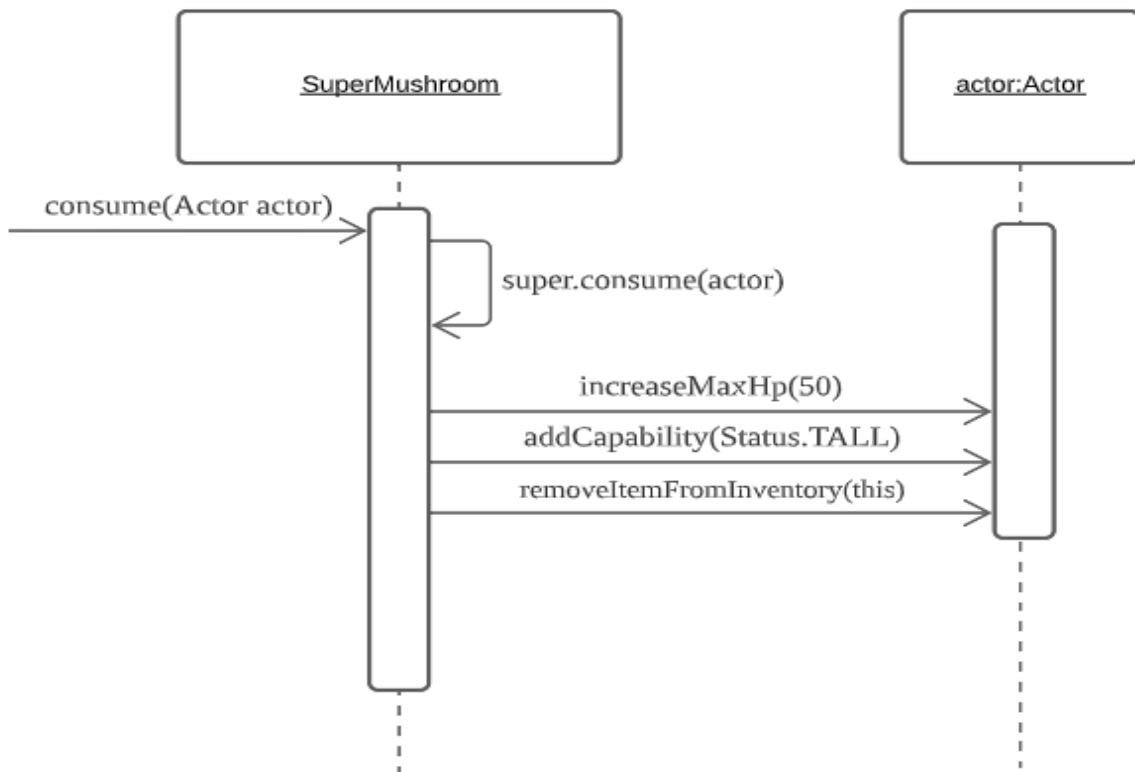 SuperMushroom
actor:Actor
consume(Actor actor)
super.consume(actor)
increaseMaxHp(50)
addCapability(Status.TALL)
removeItemFromInventory(this)